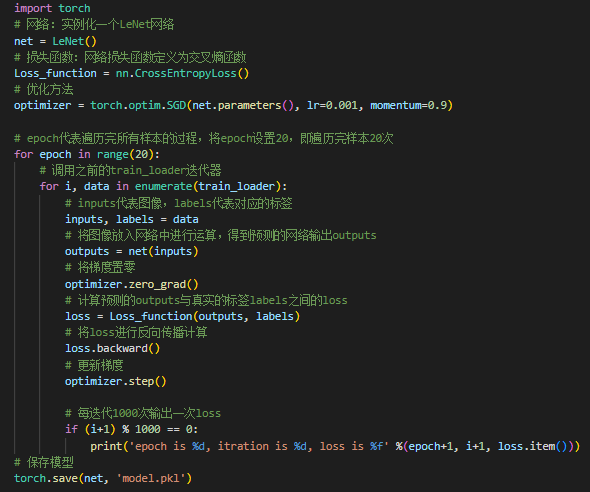 import torch
# 网络: 实例化一个LeNet网络
net = LeNet()
# 损失函数: 网络损失函数定义为交叉熵函数
Loss_function = nn.CrossEntropyLoss()
# 优化方法
optimizer = torch.optim.SGD(net.parameters(), lr=0.001, momentum=0.9)

# epoch代表遍历完所有样本的过程, 将epoch设置20, 即遍历完样本20次
for epoch in range(20):
    # 调用之前的train_loader迭代器
    for i, data in enumerate(train_loader):
        # inputs代表图像, labels代表对应的标签
        inputs, labels = data
        # 将图像放入网络中进行运算, 得到预测的网络输出outputs
        outputs = net(inputs)
        # 将梯度置零
        optimizer.zero_grad()
        # 计算预测的outputs与真实的标签labels之间的loss
        loss = Loss_function(outputs, labels)
        # 将loss进行反向传播计算
        loss.backward()
        # 更新梯度
        optimizer.step()

        # 每迭代1000次输出一次loss
        if (i+1) % 1000 == 0:
            print('epoch is %d, itration is %d, loss is %f' %(epoch+1, i+1, loss.item()))
# 保存模型
torch.save(net, 'model.pkl')